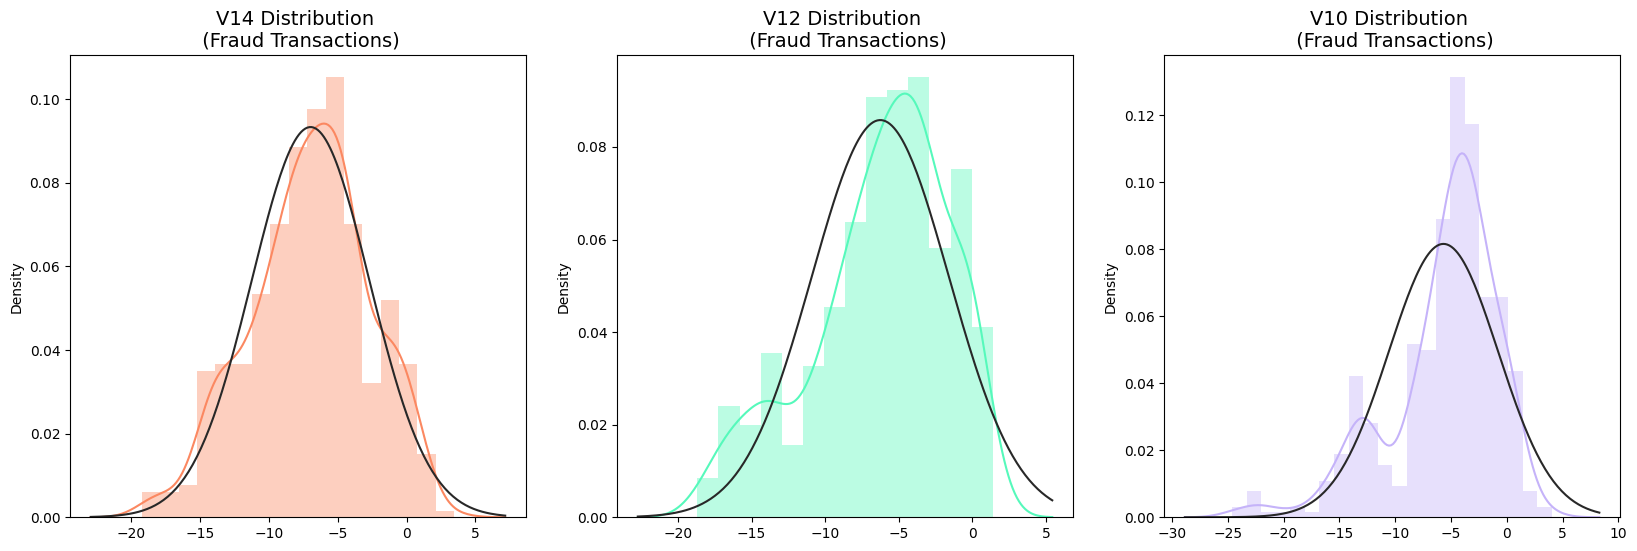 V14 Distribution
(Fraud Transactions)
Density
0.10
0.08
0.06
0.04
0.02
0.00
−20 −15 −10 −5 0 5
V12 Distribution
(Fraud Transactions)
Density
0.08
0.06
0.04
0.02
0.00
−20 −15 −10 −5 0 5
V10 Distribution
(Fraud Transactions)
Density
0.12
0.10
0.08
0.06
0.04
0.02
0.00
−30 −25 −20 −15 −10 −5 0 5 10